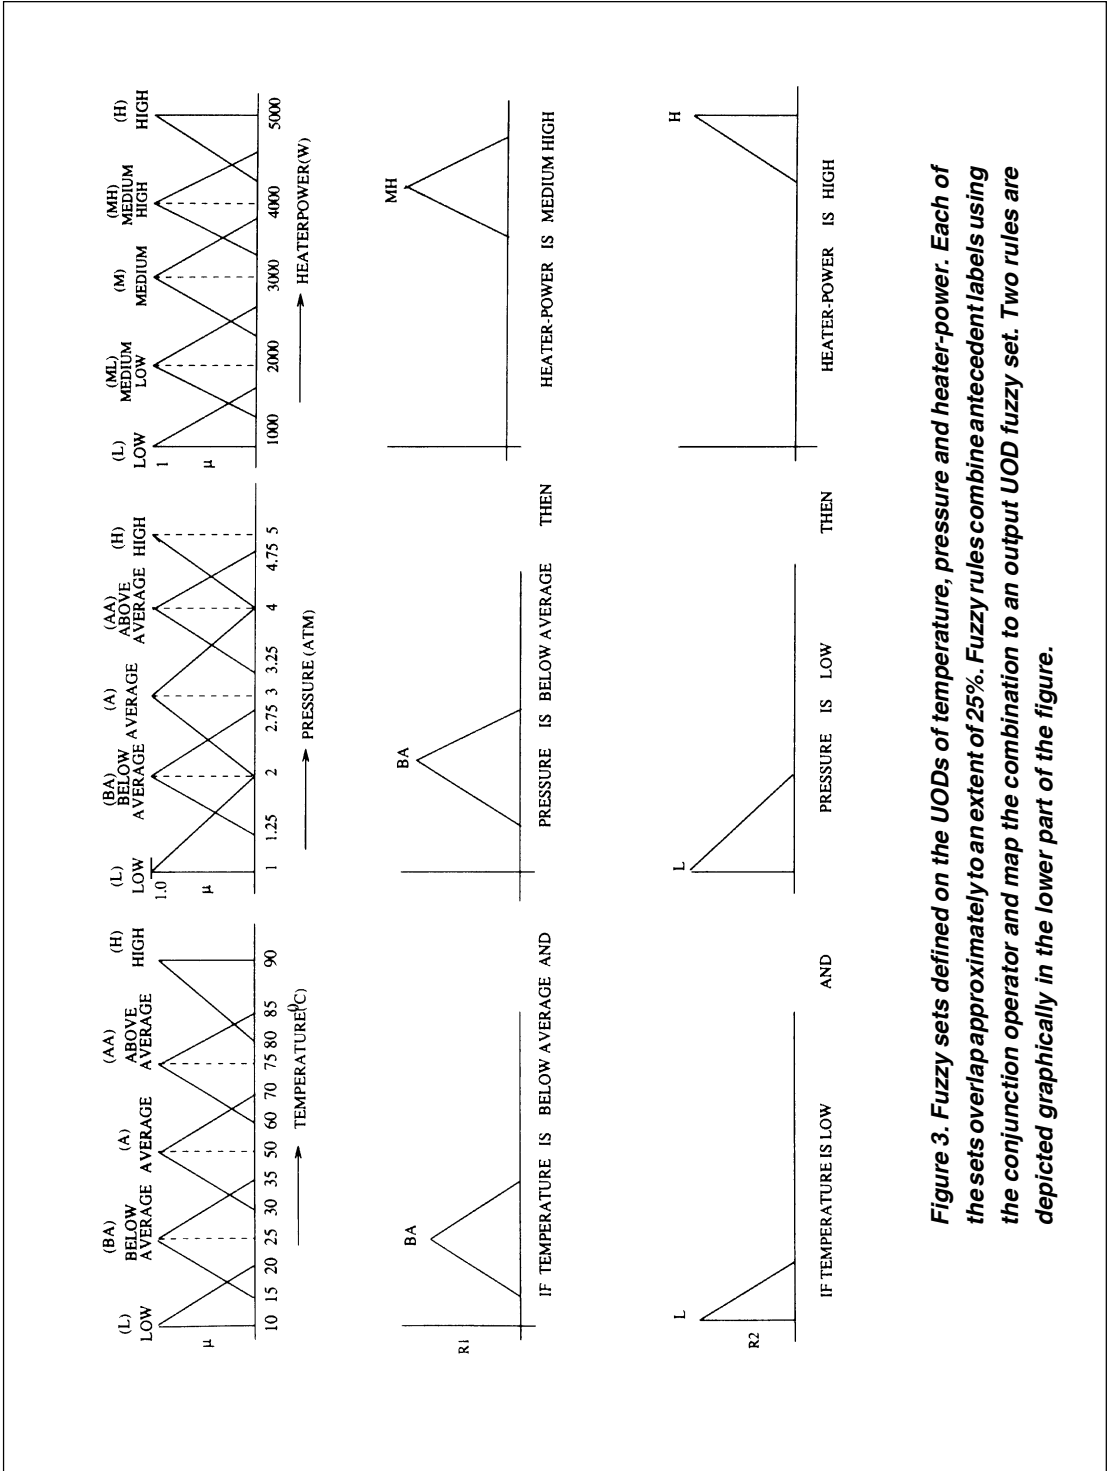 (L)
LOW
(BA)
BELOW
AVERAGE
(A)
AVERAGE
(AA)
ABOVE
AVERAGE
(H)
HIGH
μ
10 15 20 25 30 35 50 60 70 75 80 85 90
TEMPERATURE(⁰C)
(L)
LOW
(BA)
BELOW
AVERAGE
(A)
AVERAGE
(AA)
ABOVE
AVERAGE
(H)
HIGH
1.0
μ
1 1.25 2 2.75 3 3.25 4 4.75 5
PRESSURE (ATM)
(L)
LOW
(ML)
MEDIUM
LOW
(M)
MEDIUM
(MH)
MEDIUM
HIGH
(H)
HIGH
1
μ
1000 2000 3000 4000 5000
HEATERPOWER(W)
R1
BA
BA
MH
IF TEMPERATURE IS BELOW AVERAGE AND
PRESSURE IS BELOW AVERAGE THEN
HEATER-POWER IS MEDIUM HIGH
R2
L
L
H
IF TEMPERATURE IS LOW AND
PRESSURE IS LOW THEN
HEATER-POWER IS HIGH
Figure 3. Fuzzy sets defined on the UODs of temperature, pressure and heater-power. Each of
the sets overlap approximately to an extent of 25%. Fuzzy rules combine antecedent labels using
the conjunction operator and map the combination to an output UOD fuzzy set. Two rules are
depicted graphically in the lower part of the figure.